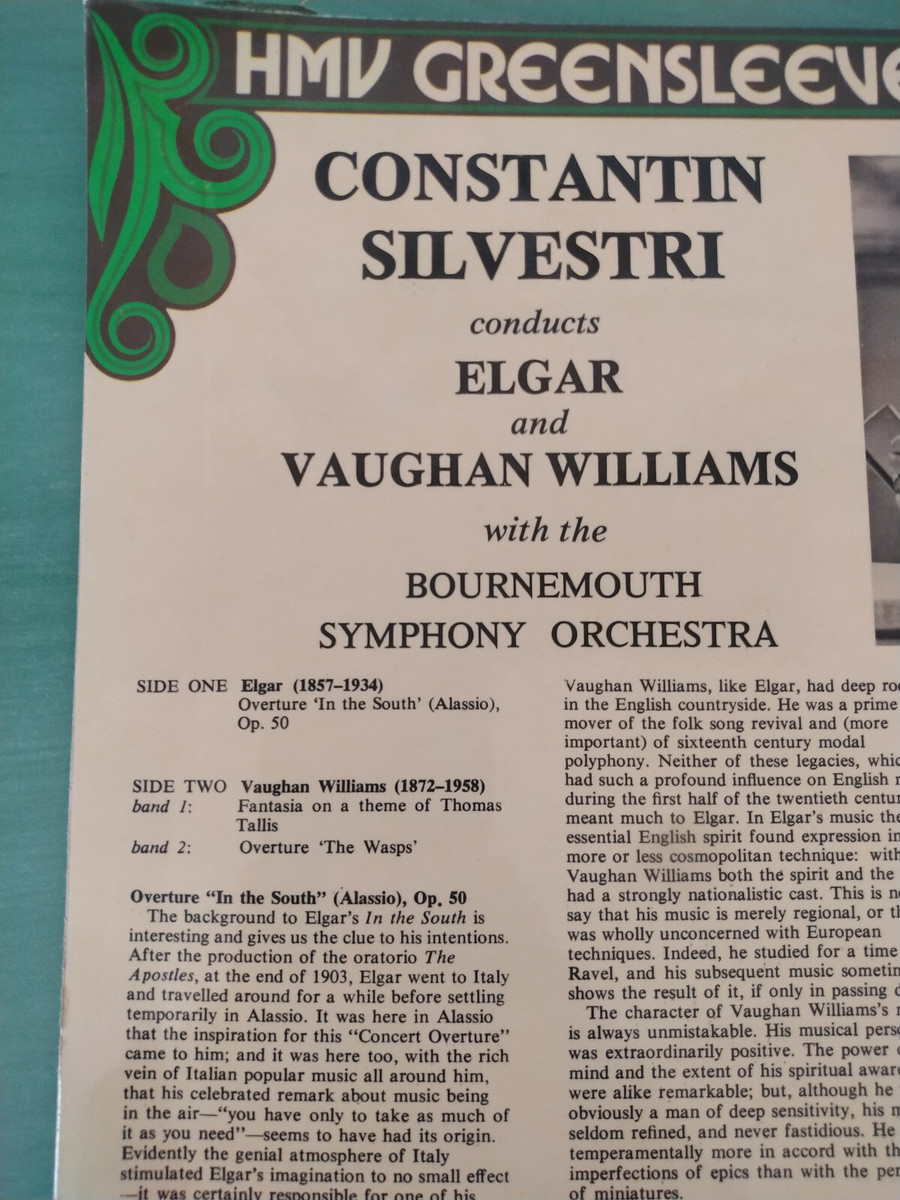 HMV GREENSLEEVE
CONSTANTIN
SILVESTRI
conducts
ELGAR
and
VAUGHAN WILLIAMS
with the
BOURNEMOUTH
SYMPHONY ORCHESTRA
SIDE ONE Elgar (1857–1934)
Overture ‘In the South’ (Alassio),
Op. 50
SIDE TWO Vaughan Williams (1872–1958)
band 1: Fantasia on a theme of Thomas
Tallis
band 2: Overture ‘The Wasps’
Overture “In the South” (Alassio), Op. 50
The background to Elgar’s In the South is
interesting and gives us the clue to his intentions.
After the production of the oratorio The
Apostles, at the end of 1903, Elgar went to Italy
and travelled around for a while before settling
temporarily in Alassio. It was here in Alassio
that the inspiration for this “Concert Overture”
came to him; and it was here too, with the rich
vein of Italian popular music all around him,
that his celebrated remark about music being
in the air—“you have only to take as much of
it as you need”—seems to have had its origin.
Evidently the genial atmosphere of Italy
stimulated Elgar’s imagination to no small effect
—it was certainly responsible for one of his
Vaughan Williams, like Elgar, had deep
in the English countryside. He was a prime
mover of the folk song revival and (more
important) of sixteenth century modal
polyphony. Neither of these legacies,
had such a profound influence on English
during the first half of the twentieth
meant much to Elgar. In Elgar’s music
essential English spirit found expression in
more or less cosmopolitan technique: with
Vaughan Williams both the spirit and the
had a strongly nationalistic cast. This is
say that his music is merely regional, or
was wholly unconcerned with European
techniques. Indeed, he studied for a time
Ravel, and his subsequent music
shows the result of it, if only in passing
The character of Vaughan Williams’s
is always unmistakable. His musical
was extraordinarily positive. The power
mind and the extent of his spiritual
were alike remarkable; but, although he
obviously a man of deep sensitivity, his
seldom refined, and never fastidious. He
temperamentally more in accord with
imperfections of epics than with the
of miniatures.